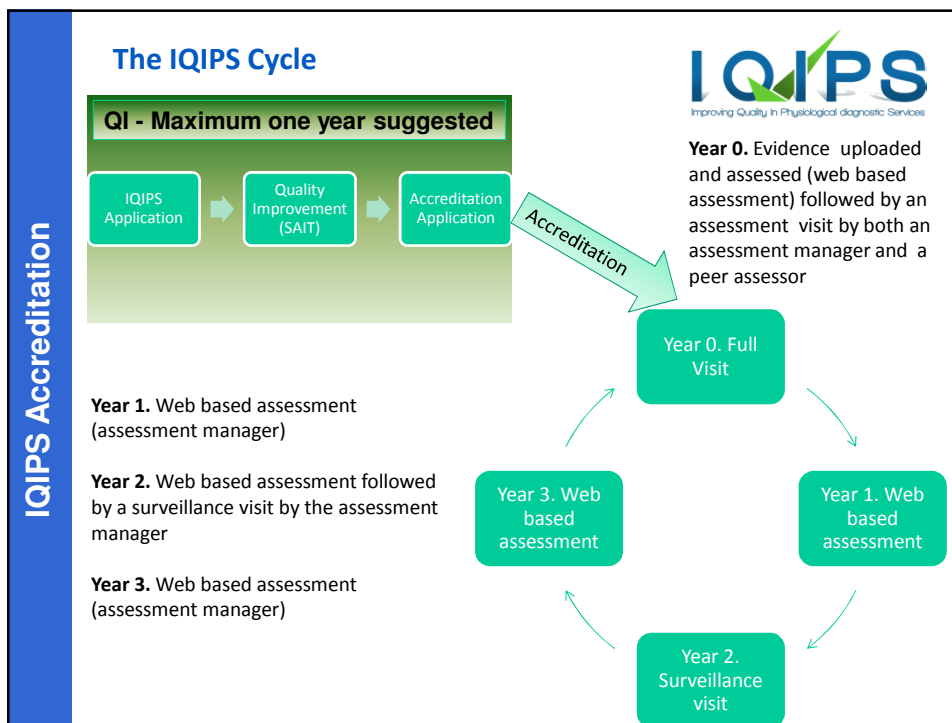 IQIPS Accreditation
The IQIPS Cycle
IQIPS
Improving Quality In Physiological diagnostic Services
QI - Maximum one year suggested
IQIPS
Application
Quality
Improvement
(SAIT)
Accreditation
Application
Accreditation
Year 0. Evidence uploaded
and assessed (web based
assessment) followed by an
assessment visit by both an
assessment manager and a
peer assessor
Year 0. Full
Visit
Year 1. Web
based
assessment
Year 2.
Surveillance
visit
Year 3. Web
based
assessment
Year 1. Web based assessment
(assessment manager)
Year 2. Web based assessment followed
by a surveillance visit by the assessment
manager
Year 3. Web based assessment
(assessment manager)